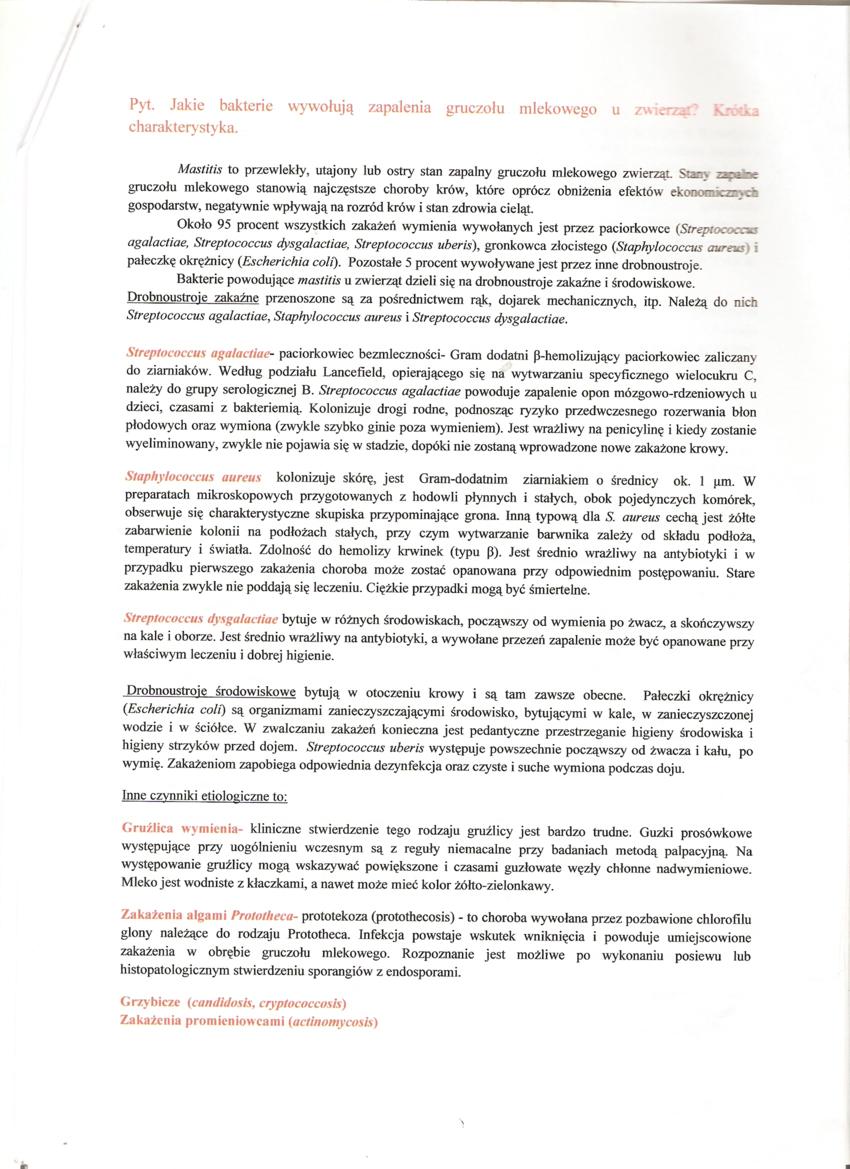 Pyt. Jakie bakterie wywołują zapalenia gruczołu mlekowego u zwierząt? Krótka
charakterystyka.
Mastitis to przewlekły, utajony lub ostry stan zapalny gruczołu mlekowego zwierząt. Stany zapalne
gruczołu mlekowego stanowią najczęstsze choroby krów, które oprócz obniżenia efektów ekonomicznych
gospodarstw, negatywnie wpływają na rozród krów i stan zdrowia cieląt.
Około 95 procent wszystkich zakażeń wymienia wywołanych jest przez paciorkowce (Streptococcus
agalactiae, Streptococcus dysgalactiae, Streptococcus uberis), gronkowca złocistego (Staphylococcus aureus) i
pałeczkę okrężnicy (Escherichia coli). Pozostałe 5 procent wywoływane jest przez inne drobnoustroje.
Bakterie powodujące mastitis u zwierząt dzieli się na drobnoustroje zakaźne i środowiskowe.
Drobnoustroje zakaźne przenoszone są za pośrednictwem rąk, dojarek mechanicznych, itp. Należą do nich
Streptococcus agalactiae, Staphylococcus aureus i Streptococcus dysgalactiae.
Streptococcus agalactiae- paciorkowiec bezmleczności- Gram dodatni β-hemolizujący paciorkowiec zaliczany
do ziarniaków. Według podziału Lancefield, opierającego się na wytwarzaniu specyficznego wielocukru C,
należy do grupy serologicznej B. Streptococcus agalactiae powoduje zapalenie opon mózgowo-rdzeniowych u
dzieci, czasami z bakteriemią. Kolonizuje drogi rodne, podnosząc ryzyko przedwczesnego rozerwania błon
płodowych oraz wymiona (zwykle szybko ginie poza wymieniem). Jest wrażliwy na penicylinę i kiedy zostanie
wyeliminowany, zwykle nie pojawia się w stadzie, dopóki nie zostaną wprowadzone nowe zakażone krowy.
Staphylococcus aureus kolonizuje skórę, jest Gram-dodatnim ziarniakiem o średnicy ok. 1 μm. W
preparatach mikroskopowych przygotowanych z hodowli płynnych i stałych, obok pojedynczych komórek,
obserwuje się charakterystyczne skupiska przypominające grona. Inną typową dla S. aureus cechą jest żółte
zabarwienie kolonii na podłożach stałych, przy czym wytwarzanie barwnika zależy od składu podłoża,
temperatury i światła. Zdolność do hemolizy krwinek (typu β). Jest średnio wrażliwy na antybiotyki i w
przypadku pierwszego zakażenia choroba może zostać opanowana przy odpowiednim postępowaniu. Stare
zakażenia zwykle nie poddają się leczeniu. Ciężkie przypadki mogą być śmiertelne.
Streptococcus dysgalactiae bytuje w różnych środowiskach, począwszy od wymienia po żwacz, a skończywszy
na kale i oborze. Jest średnio wrażliwy na antybiotyki, a wywołane przezeń zapalenie może być opanowane przy
właściwym leczeniu i dobrej higienie.
Drobnoustroje środowiskowe bytują w otoczeniu krowy i są tam zawsze obecne. Pałeczki okrężnicy
(Escherichia coli) są organizmami zanieczyszczającymi środowisko, bytującymi w kale, w zanieczyszczonej
wodzie i w ściółce. W zwalczaniu zakażeń konieczna jest pedantyczne przestrzeganie higieny środowiska i
higieny strzyków przed dojem. Streptococcus uberis występuje powszechnie począwszy od żwacza i kału, po
wymię. Zakażeniom zapobiega odpowiednia dezynfekcja oraz czyste i suche wymiona podczas doju.
Inne czynniki etiologiczne to:
Gruźlica wymienia- kliniczne stwierdzenie tego rodzaju gruźlicy jest bardzo trudne. Guzki prosówkowe
występujące przy uogólnieniu wczesnym są z reguły niemacalne przy badaniach metodą palpacyjną. Na
występowanie gruźlicy mogą wskazywać powiększone i czasami guzłowate węzły chłonne nadwymieniowe.
Mleko jest wodniste z kłaczkami, a nawet może mieć kolor żółto-zielonkawy.
Zakażenia algami Prototheca- prototekoza (protothecosis) - to choroba wywołana przez pozbawione chlorofilu
glony należące do rodzaju Prototheca. Infekcja powstaje wskutek wniknięcia i powoduje umiejscowione
zakażenia w obrębie gruczołu mlekowego. Rozpoznanie jest możliwe po wykonaniu posiewu lub
histopatologicznym stwierdzeniu sporangiów z endosporami.
Grzybicze (candidosis, cryptococcosis)
Zakażenia promieniowcami (actinomycosis)